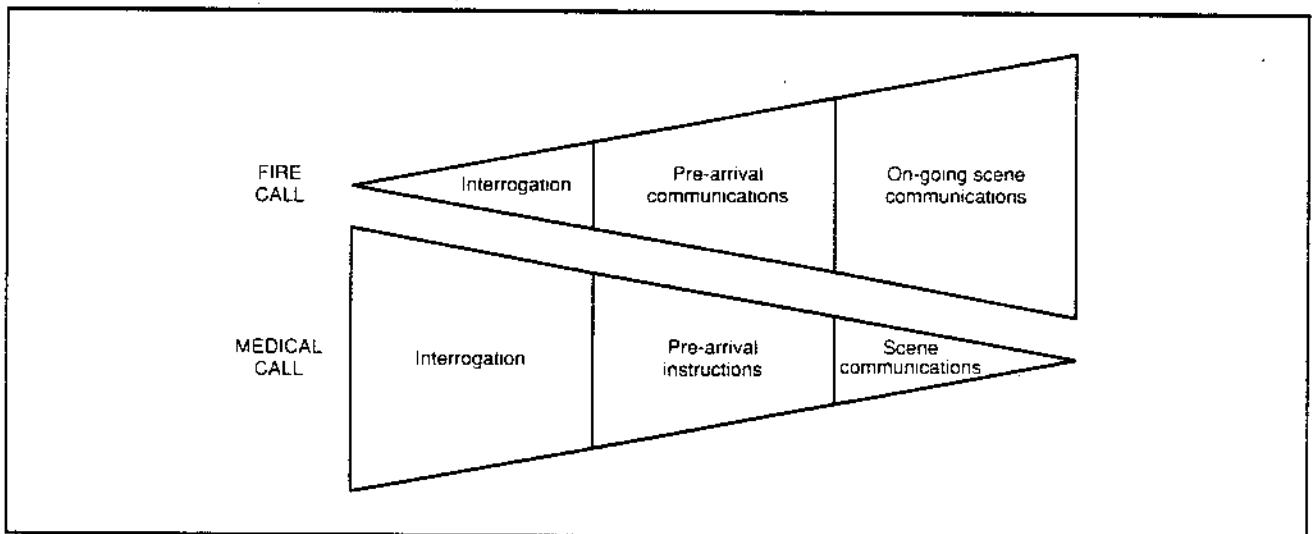 FIRE
CALL
Interrogation
Pre-arrival
communications
On-going scene
communications
MEDICAL
CALL
Interrogation
Pre-arrival
instructions
Scene
communications